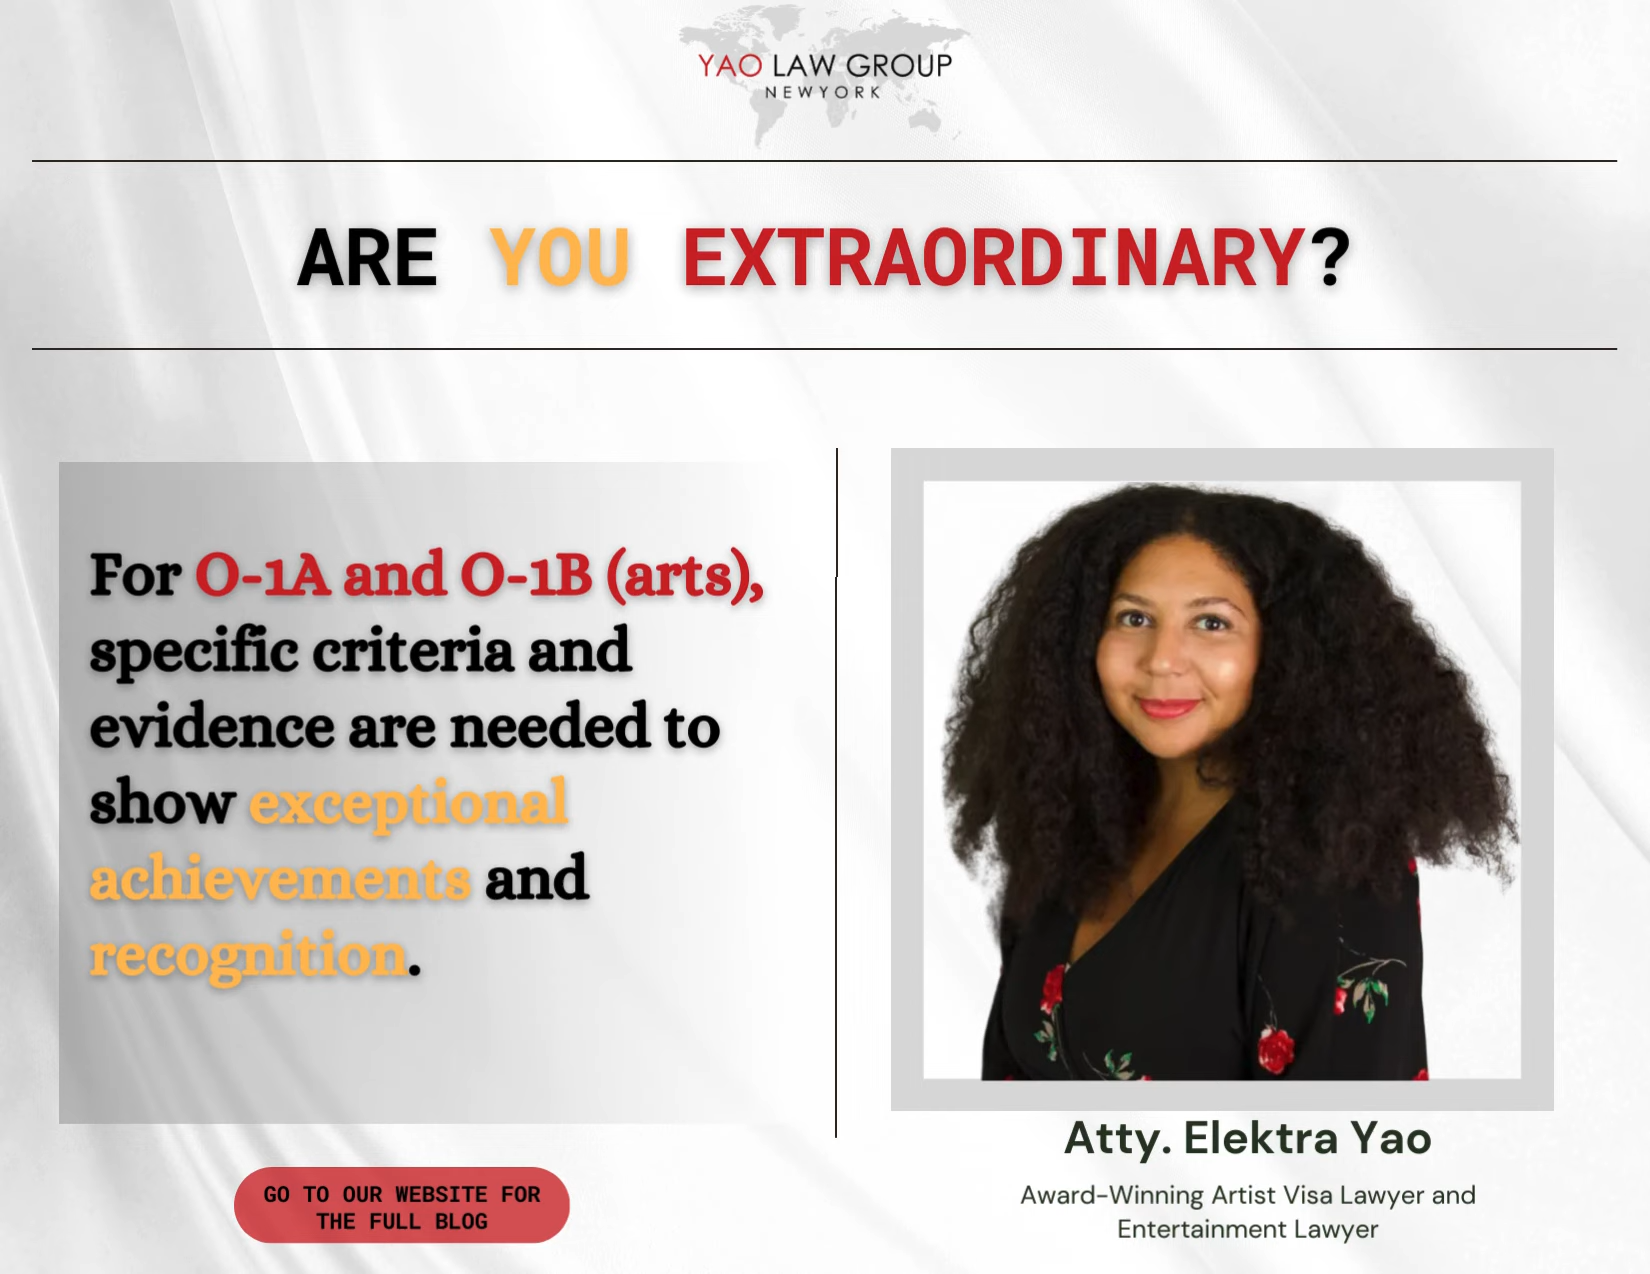 YAO LAW GROUP
NEWYORK
ARE YOU EXTRAORDINARY?
For O-1A and O-1B (arts),
specific criteria and
evidence are needed to
show exceptional
achievements and
recognition.
GO TO OUR WEBSITE FOR
THE FULL BLOG
Atty. Elektra Yao
Award-Winning Artist Visa Lawyer and
Entertainment Lawyer